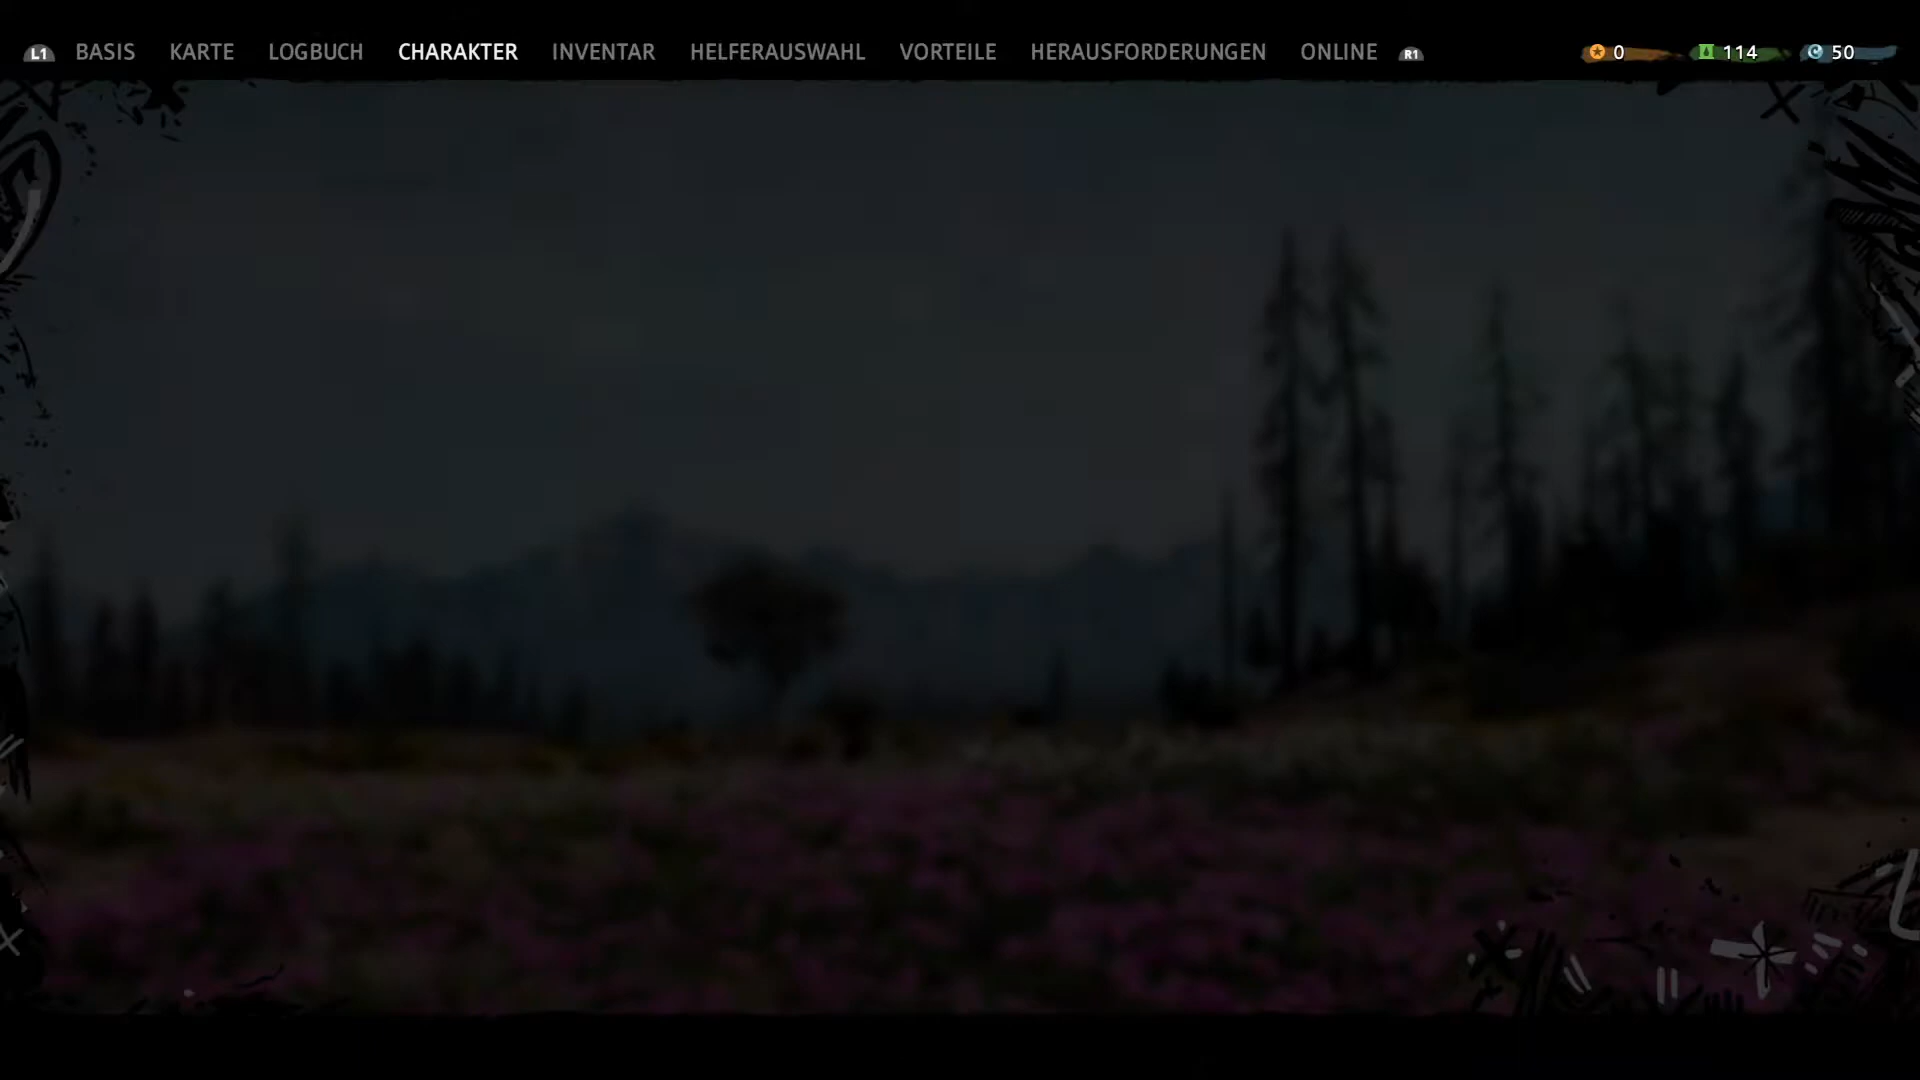 L1 BASIS KARTE LOGBUCH CHARAKTER INVENTAR HELFERAUSWAHL VORTEILE HERAUSFORDERUNGEN ONLINE R1 0 114 50